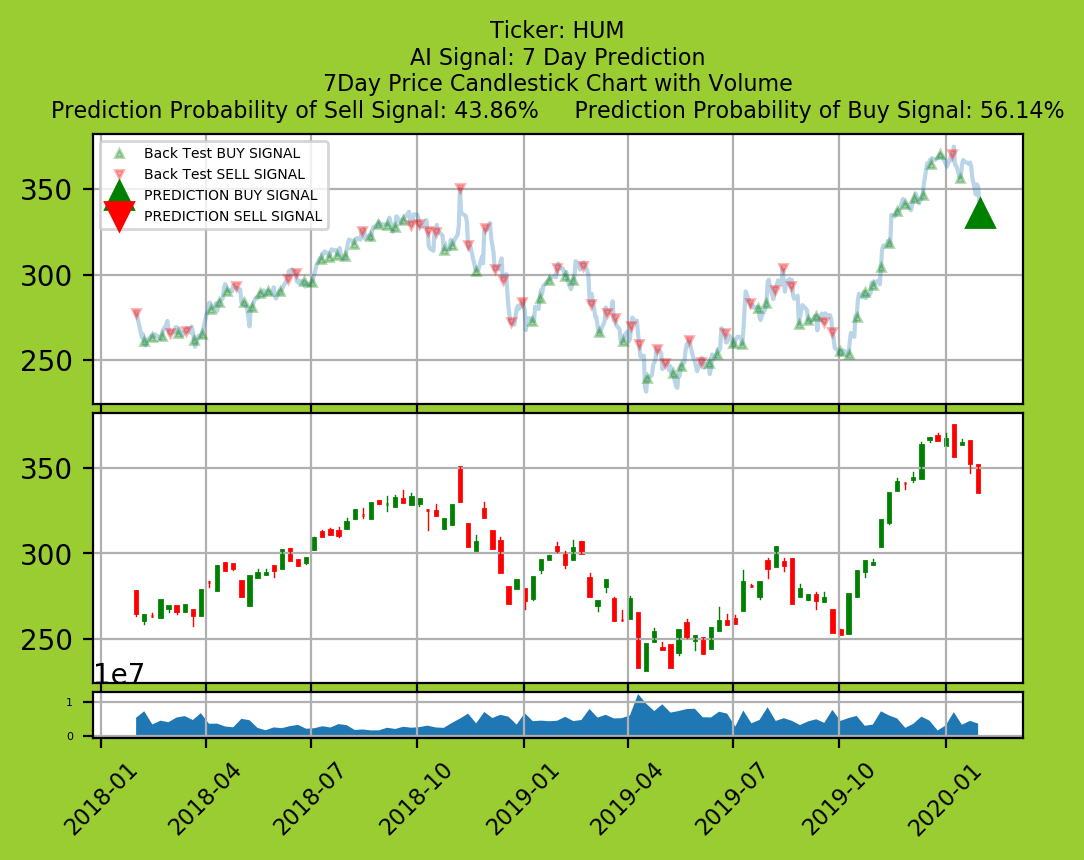 Ticker: HUM
AI Signal: 7 Day Prediction
7Day Price Candlestick Chart with Volume
Prediction Probability of Sell Signal: 43.86% Prediction Probability of Buy Signal: 56.14%
Back Test BUY SIGNAL
Back Test SELL SIGNAL
PREDICTION BUY SIGNAL
PREDICTION SELL SIGNAL
350
300
250
350
300
250
1e7
1
0
2018-01 2018-04 2018-07 2018-10 2019-01 2019-04 2019-07 2019-10 2020-01